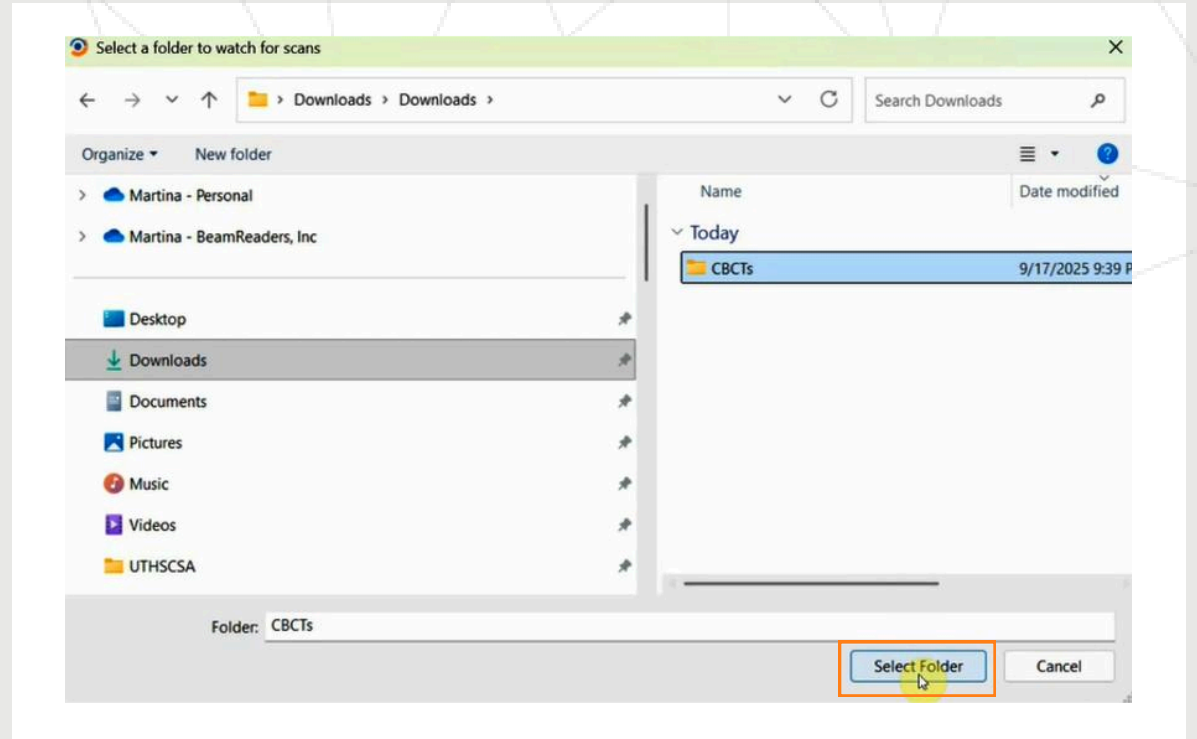 Select a folder to watch for scans
Downloads > Downloads >
Search Downloads
Organize
New folder
?
Martina - Personal
Martina - BeamReaders, Inc
Desktop
Downloads
Documents
Pictures
Music
Videos
UTHSCSA
Name
Date modified
Today
CBCTs
9/17/2025 9:39 P
Folder:
CBCTs
Select Folder
Cancel